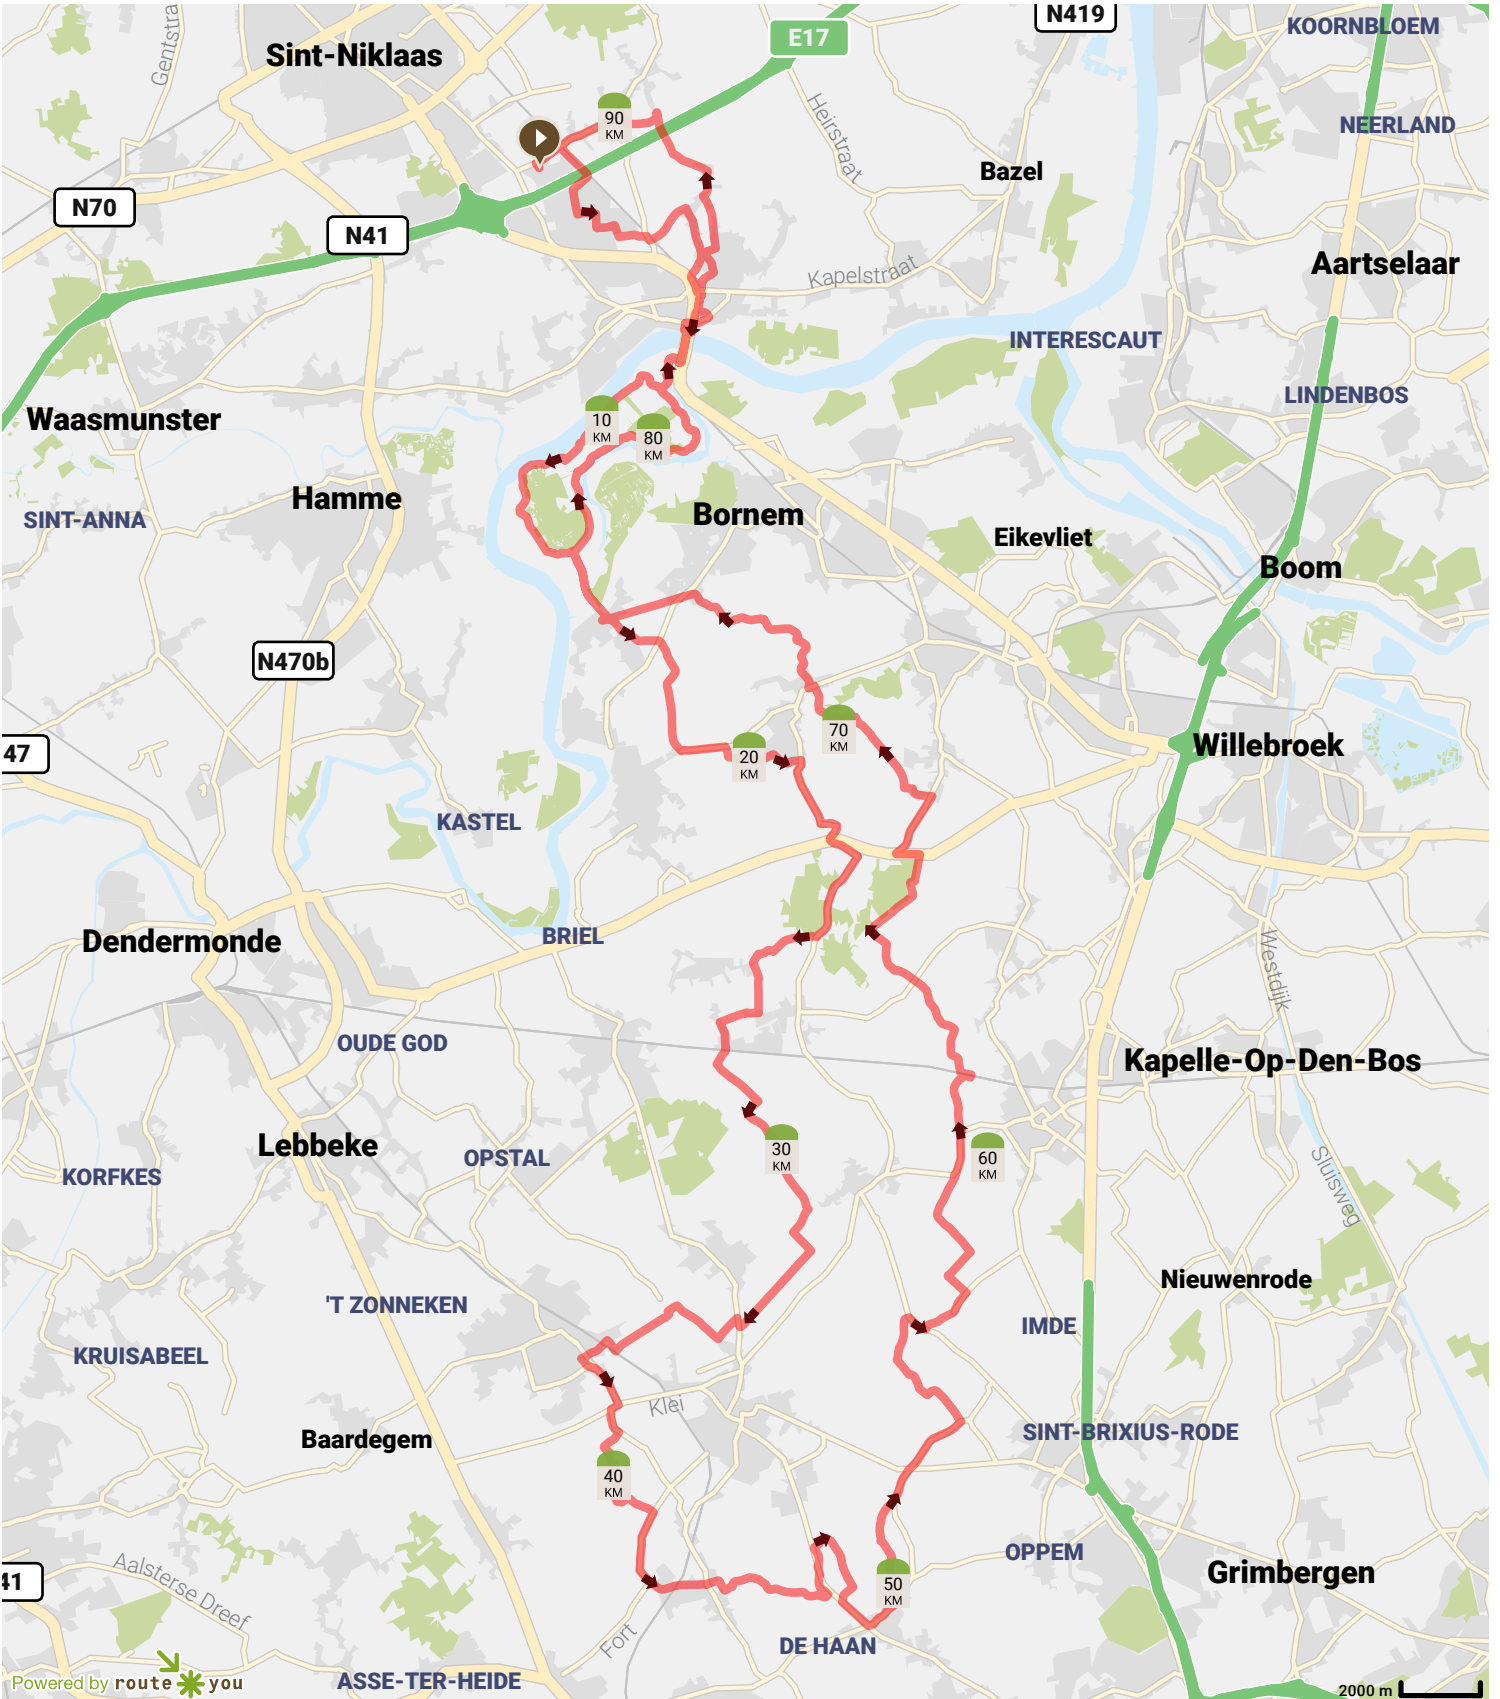 N419
KOORNBLOEM
Gentstra
Sint-Niklaas
E17
90
KM
Heirstraat
NEERLAND
Bazel
N70
N41
Aartselaar
Kapelstraat
INTERESCAUT
LINDENBOS
Waasmunster
10
KM
80
KM
Hamme
SINT-ANNA
Bornem
Eikevliet
Boom
N470b
70
KM
47
20
KM
Willebroek
KASTEL
Dendermonde
BRIEL
Westdijk
OUDE GOD
Kapelle-Op-Den-Bos
Lebbeke
OPSTAL
30
KM
60
KM
KORFKES
Sluisweg
Nieuwenrode
'T ZONNEKEN
IMDE
KRUISABEEL
Klei
Baardegem
SINT-BRIXIUS-RODE
40
KM
OPPEM
Grimbergen
41
Aalsterse Dreef
50
KM
Fort
DE HAAN
ASSE-TER-HEIDE
Powered by route you
2000 m